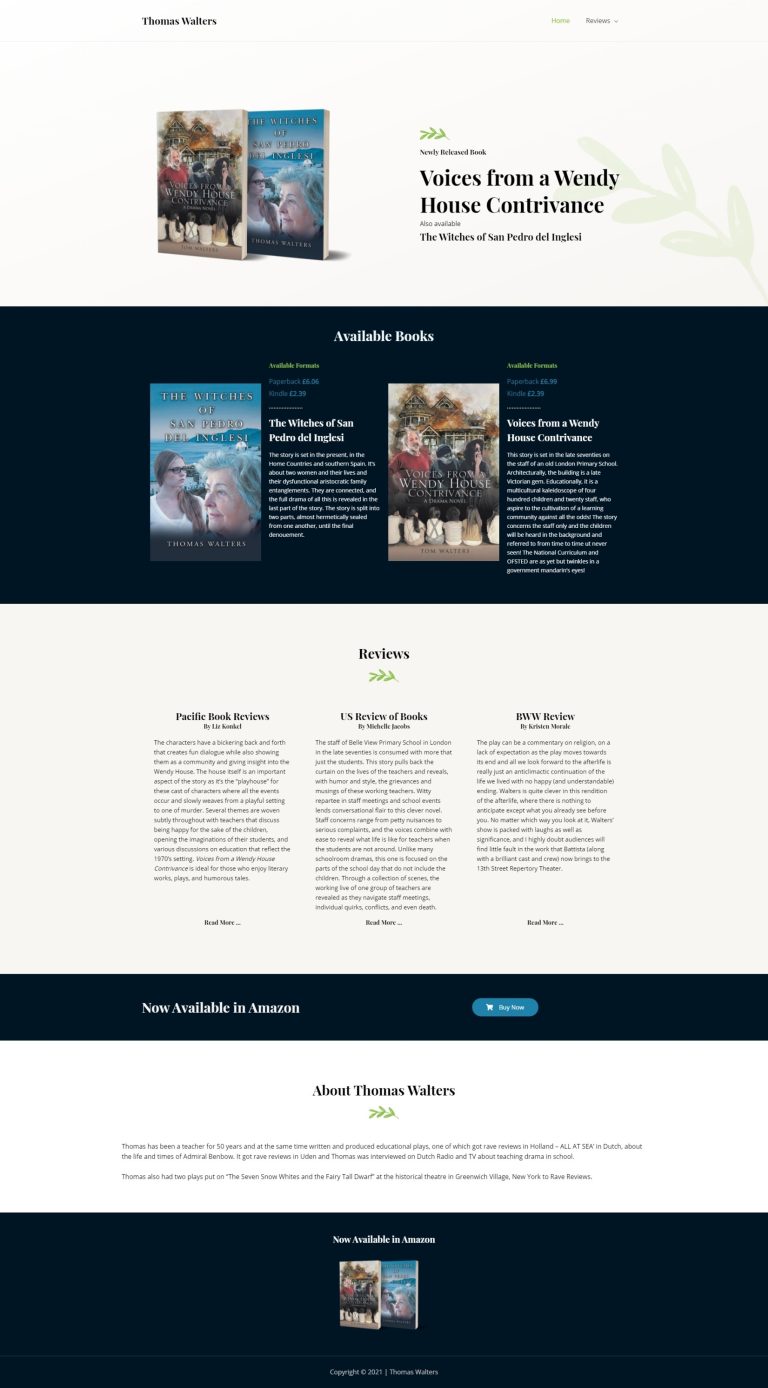 Thomas Walters
Home
Reviews
VOICES FROM A
WENDY HOUSE
CONTRIVANCE
A DRAMA NOVEL
TOM WALTERS
THE WITCHES
OF
SAN PEDRO
DEL INGLESI
THOMAS WALTERS
Newly Released Book
Voices from a Wendy
House Contrivance
Also available
The Witches of San Pedro del Inglesi
Available Books
THE WITCHES
OF
SAN PEDRO
DEL INGLESI
THOMAS WALTERS
Available Formats
Paperback £6.06
Kindle £2.39
The Witches of San
Pedro del Inglesi
The story is set in the present, in the
Home Countries and southern Spain. It's
about two women and their lives and
their dysfunctional aristocratic family
entanglements. They are connected, and
the full drama of all this is revealed in the
last part of the story. The story is split into
two parts, almost hermetically sealed
from one another, until the final
denouement.
VOICES FROM A
WENDY HOUSE
CONTRIVANCE
A DRAMA NOVEL
TOM WALTERS
Available Formats
Paperback £6.99
Kindle £2.39
Voices from a Wendy
House Contrivance
This story is set in the late seventies on
the staff of an old London Primary School.
Architecturally, the building is a late
Victorian gem. Educationally, it is a
multicultural kaleidoscope of four
hundred children and twenty staff, who
aspire to the cultivation of a learning
community against all the odds! The story
concerns the staff only and the children
will be heard in the background and
referred to from time to time ut never
seen! The National Curriculum and
OFSTED are as yet but twinkles in a
government mandarin's eyes!
Reviews
Pacific Book Reviews
By Liz Konkel
The characters have a bickering back and forth
that creates fun dialogue while also showing
them as a community and giving insight into the
Wendy House. The house itself is an important
aspect of the story as it's the "playhouse" for
these cast of characters where all the events
occur and slowly weaves from a playful setting
to one of murder. Several themes are woven
subtly throughout with teachers that discuss
being happy for the sake of the children,
opening the imaginations of their students, and
various discussions on education that reflect the
1970's setting. Voices from a Wendy House
Contrivance is ideal for those who enjoy literary
works, plays, and humorous tales.
Read More ...
US Review of Books
By Michelle Jacobs
The staff of Belle View Primary School in London
in the late seventies is consumed with more that
just the students. This story pulls back the
curtain on the lives of the teachers and reveals,
with humor and style, the grievances and
musings of these working teachers. Witty
repartee in staff meetings and school events
lends conversational flair to this clever novel.
Staff concerns range from petty nuisances to
serious complaints, and the voices combine with
ease to reveal what life is like for teachers when
the students are not around. Unlike many
schoolroom dramas, this one is focused on the
parts of the school day that do not include the
children. Through a collection of scenes, the
working live of one group of teachers are
revealed as they navigate staff meetings,
individual quirks, conflicts, and even death.
Read More ...
BWW Review
By Kristen Morale
The play can be a commentary on religion, on a
lack of expectation as the play moves towards
its end and all we look forward to the afterlife is
really just an anticlimactic continuation of the
life we lived with no happy (and understandable)
ending. Walters is quite clever in this rendition
of the afterlife, where there is nothing to
anticipate except what you already see before
you. No matter which way you look at it, Walters'
show is packed with laughs as well as
significance, and I highly doubt audiences will
find little fault in the work that Battista (along
with a brilliant cast and crew) now brings to the
13th Street Repertory Theater.
Read More ...
Now Available in Amazon
Buy Now
About Thomas Walters
Thomas has been a teacher for 50 years and at the same time written and produced educational plays, one of which got rave reviews in Holland – ALL AT SEA' in Dutch, about
the life and times of Admiral Benbow. It got rave reviews in Uden and Thomas was interviewed on Dutch Radio and TV about teaching drama in school.
Thomas also had two plays put on "The Seven Snow Whites and the Fairy Tall Dwarf" at the historical theatre in Greenwich Village, New York to Rave Reviews.
Now Available in Amazon
Copyright © 2021 | Thomas Walters